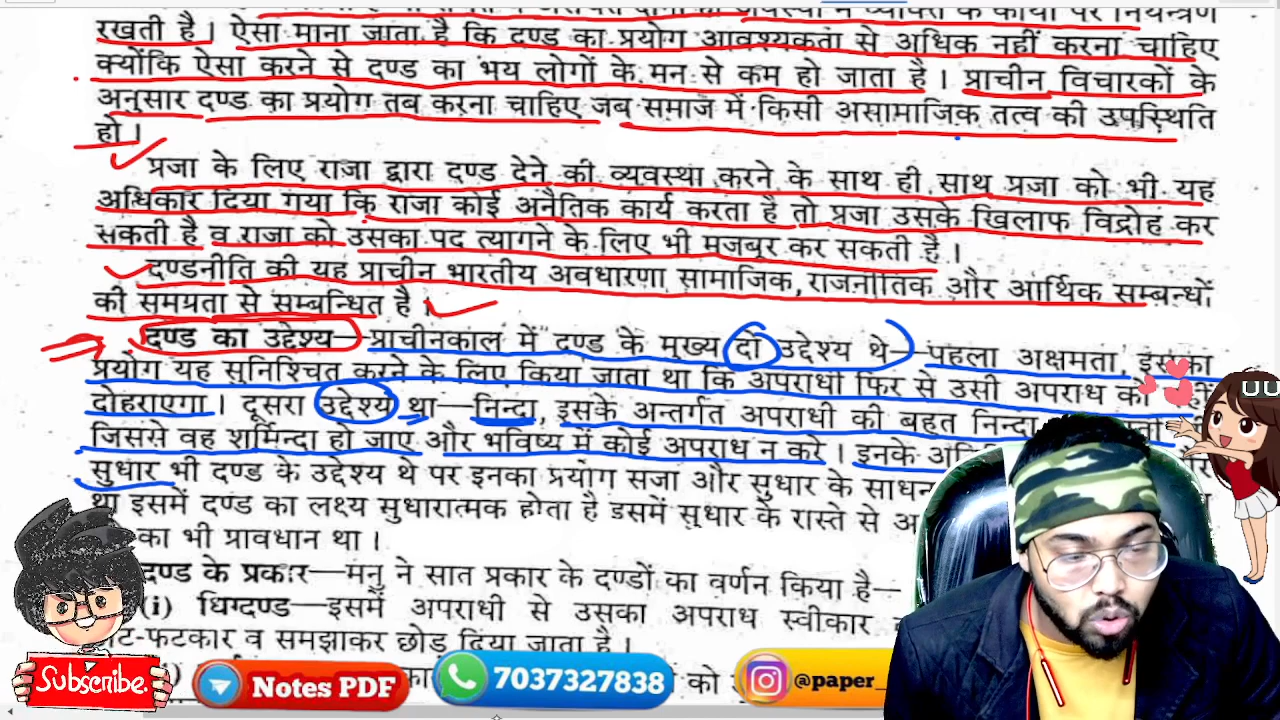 रखती है। ऐसा माना जाता है कि दण्ड का प्रयोग आवश्यकता से अधिक नहीं करना चाहिए
क्योंकि ऐसा करने से दण्ड का भय लोगों के मन से कम हो जाता है। प्राचीन विचारकों के
अनुसार दण्ड का प्रयोग तब करना चाहिए जब समाज में किसी असामाजिक तत्व की उपस्थिति
हो।
प्रजा के लिए राजा द्वारा दण्ड देने की व्यवस्था करने के साथ ही साथ प्रजा को भी यह
अधिकार दिया गया कि राजा कोई अनैतिक कार्य करता है तो प्रजा उसके खिलाफ विद्रोह कर
सकती है व राजा को उसका पद त्यागने के लिए भी मजबूर कर सकती है।
दण्डनीति की यह प्राचीन भारतीय अवधारणा सामाजिक, राजनीतिक और आर्थिक सम्बन्धों
की समग्रता से सम्बन्धित है।
दण्ड का उद्देश्य—प्राचीनकाल में दण्ड के मुख्य दो उद्देश्य थे—पहला अक्षमता, इसका
प्रयोग यह सुनिश्चित करने के लिए किया जाता था कि अपराधी फिर से उसी अपराध को
दोहराएगा। दूसरा उद्देश्य था—निन्दा, इसके अन्तर्गत अपराधी की बहुत निन्दा
जिससे वह शर्मिन्दा हो जाए और भविष्य में कोई अपराध न करे। इनके
सुधार भी दण्ड के उद्देश्य थे पर इनका प्रयोग सजा और सुधार के साधन
था इसमें दण्ड का लक्ष्य सुधारात्मक होता है इसमें सुधार के रास्ते से
का भी प्रावधान था।
दण्ड के प्रकार—मनु ने सात प्रकार के दण्डों का वर्णन किया है—
(i) धिग्दण्ड—इसमें अपराधी से उसका अपराध स्वीकार
फटकार व समझाकर छोड़ दिया जाता है।
को
Subscribe.
Notes PDF
7037327838
@paper_